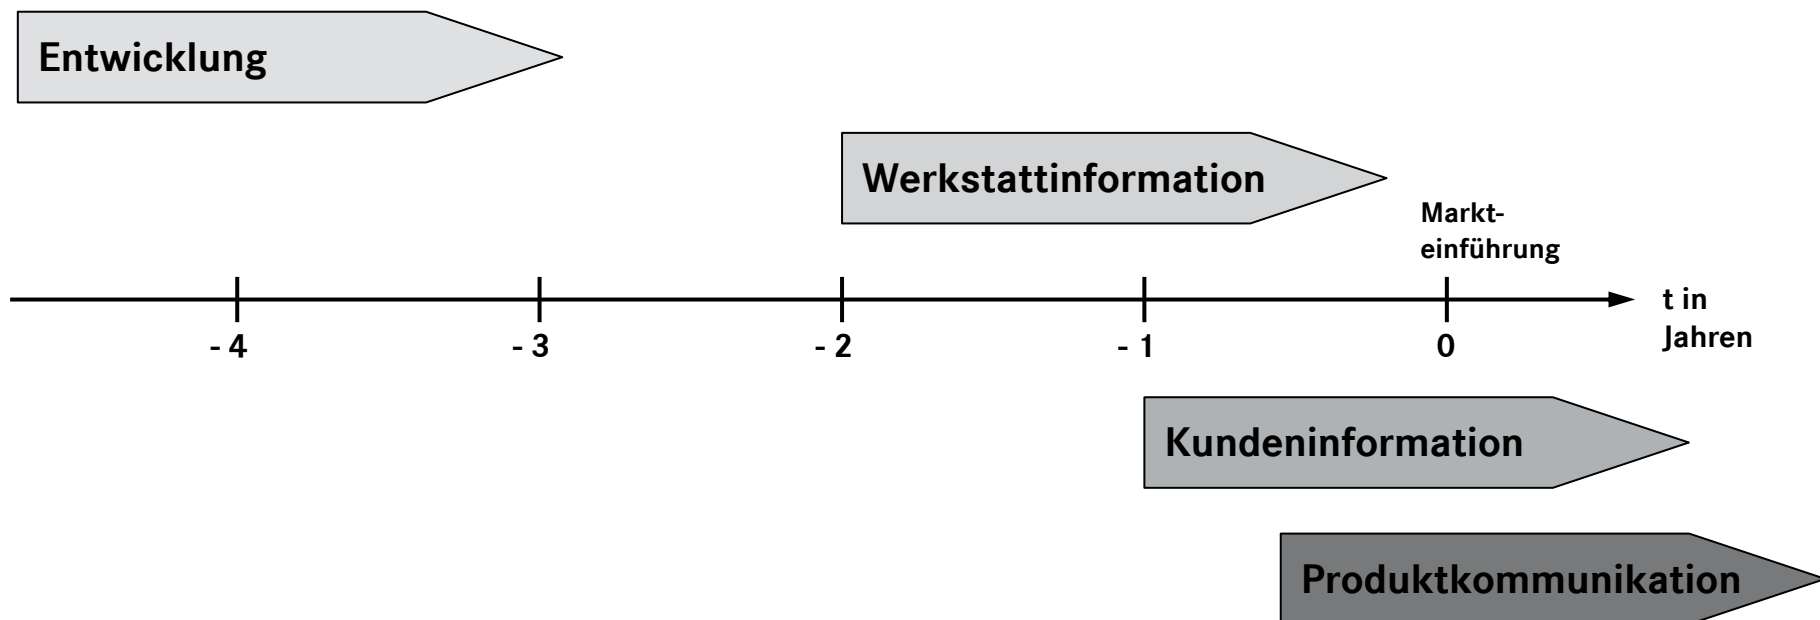 Entwicklung
Werkstattinformation
Markt-
einführung
t in
Jahren
- 4
- 3
- 2
- 1
0
Kundeninformation
Produktkommunikation